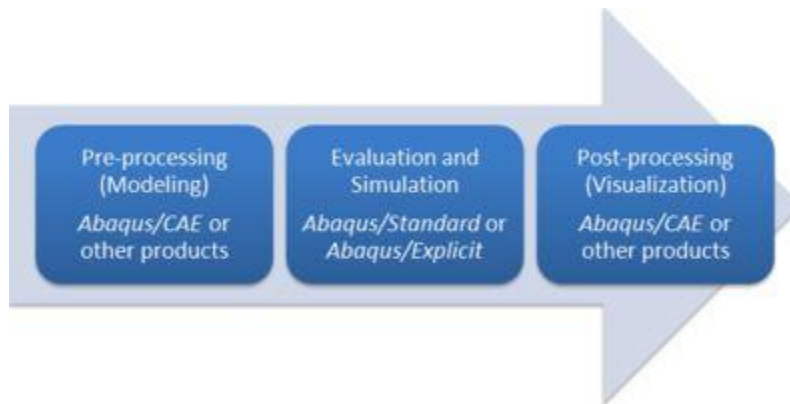 Pre-processing
(Modeling)
Abaqus/CAE or
other products
Evaluation and
Simulation
Abaqus/Standard or
Abaqus/Explicit
Post-processing
(Visualization)
Abaqus/CAE or
other products